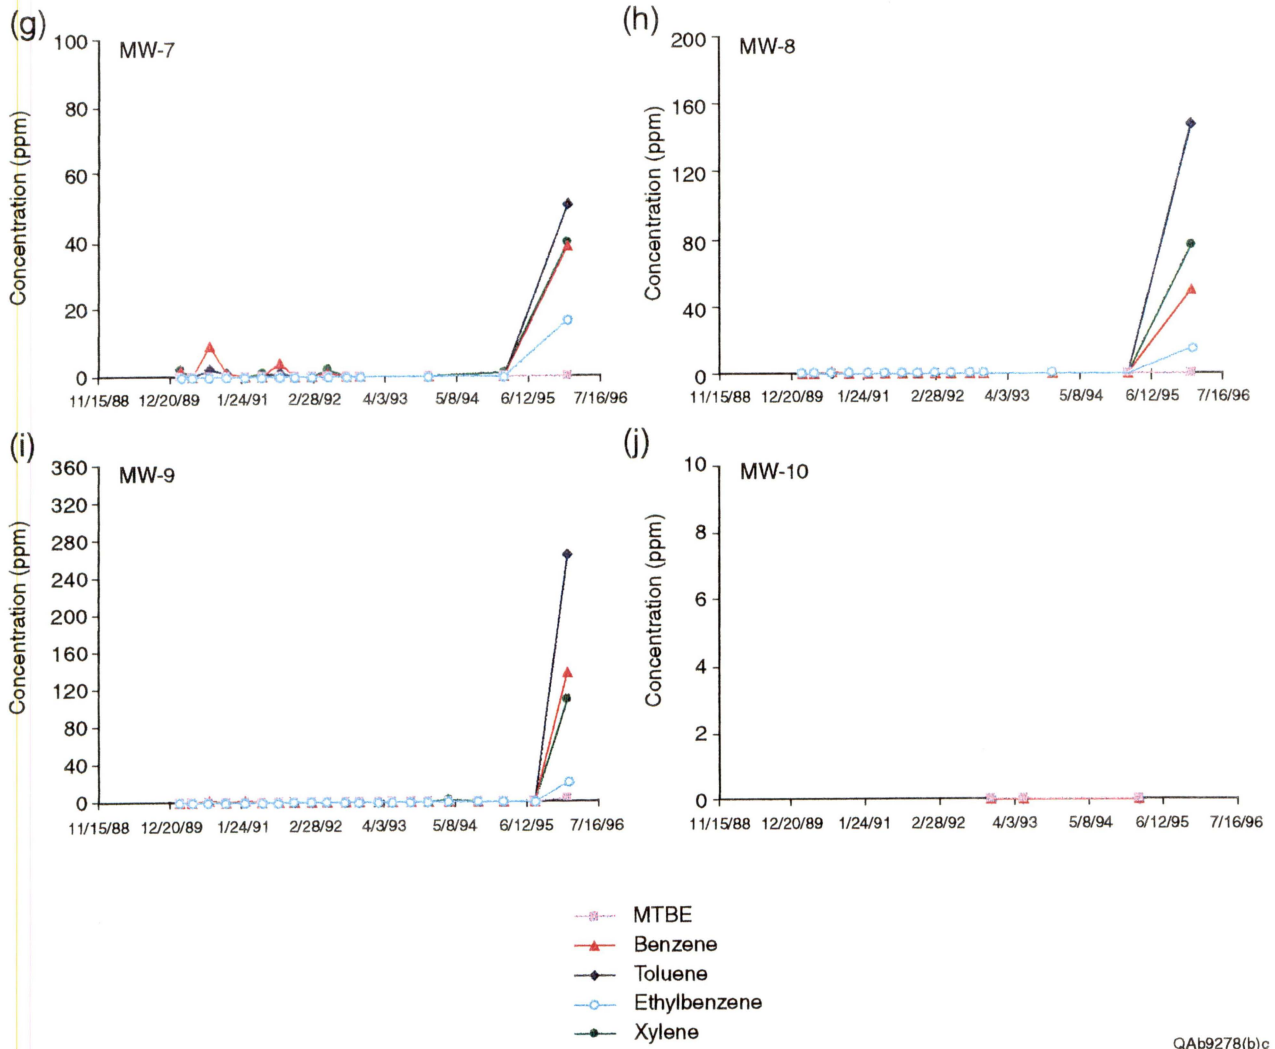 (g)
MW-7
Concentration (ppm)
100
80
60
40
20
0
11/15/88 12/20/89 1/24/91 2/28/92 4/3/93 5/8/94 6/12/95 7/16/96
(h)
MW-8
Concentration (ppm)
200
160
120
80
40
0
11/15/88 12/20/89 1/24/91 2/28/92 4/3/93 5/8/94 6/12/95 7/16/96
(i)
MW-9
Concentration (ppm)
360
320
280
240
200
160
120
80
40
0
11/15/88 12/20/89 1/24/91 2/28/92 4/3/93 5/8/94 6/12/95 7/16/96
(j)
MW-10
Concentration (ppm)
10
8
6
4
2
0
11/15/88 12/20/89 1/24/91 2/28/92 4/3/93 5/8/94 6/12/95 7/16/96
MTBE
Benzene
Toluene
Ethylbenzene
Xylene
QAb9278(b)c